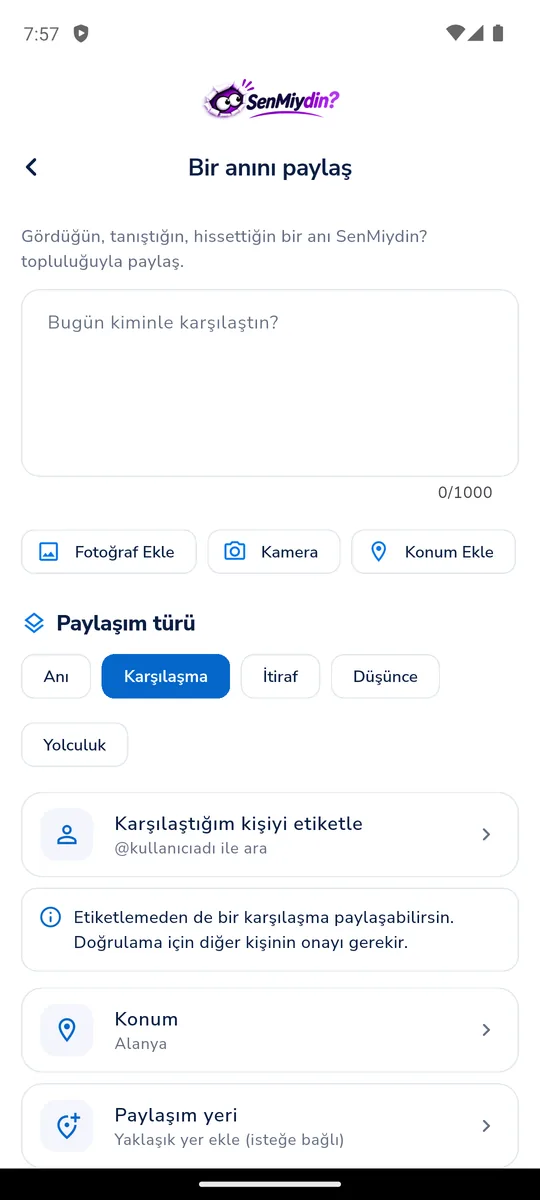 7:57
SenMiydin?
Bir anını paylaş
Gördüğün, tanıştığın, hissettiğin bir anı SenMiydin?
topluluğuyla paylaş.
Bugün kiminle karşılaştın?
0/1000
Fotoğraf Ekle
Kamera
Konum Ekle
Paylaşım türü
Anı
Karşılaşma
İtiraf
Düşünce
Yolculuk
Karşılaştığım kişiyi etiketle
@kullanıcıadı ile ara
Etiketlemeden de bir karşılaşma paylaşabilirsin.
Doğrulama için diğer kişinin onayı gerekir.
Konum
Alanya
Paylaşım yeri
Yaklaşık yer ekle (isteğe bağlı)